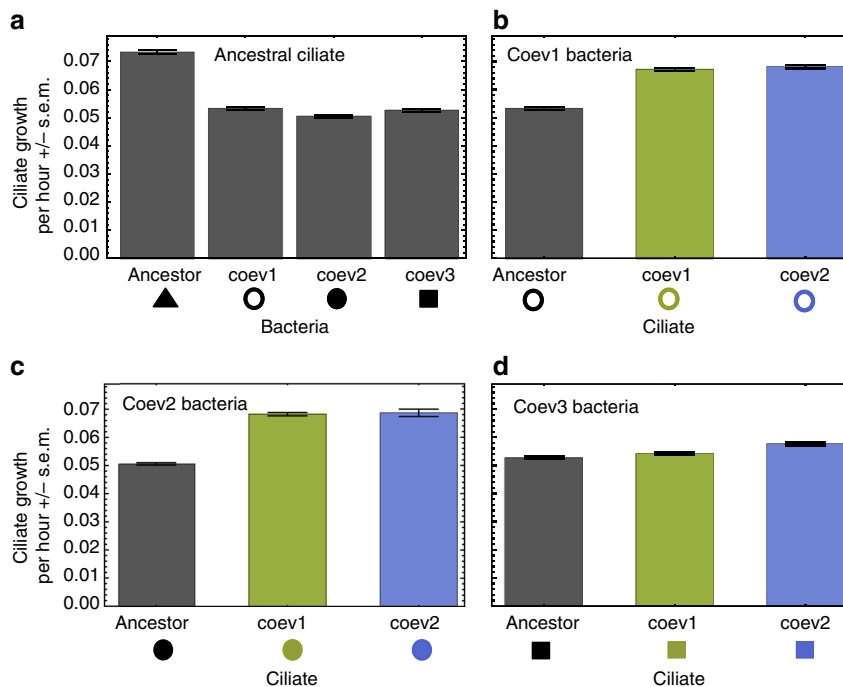 a
Ancestral ciliate
Ciliate growth
per hour +/– s.e.m.
0.07
0.06
0.05
0.04
0.03
0.02
0.01
0.00
Ancestor coev1 coev2 coev3
Bacteria
b
Coev1 bacteria
Ancestor coev1 coev2
Ciliate
c
Coev2 bacteria
Ciliate growth
per hour +/– s.e.m.
0.07
0.06
0.05
0.04
0.03
0.02
0.01
0.00
Ancestor coev1 coev2
Ciliate
d
Coev3 bacteria
Ancestor coev1 coev2
Ciliate